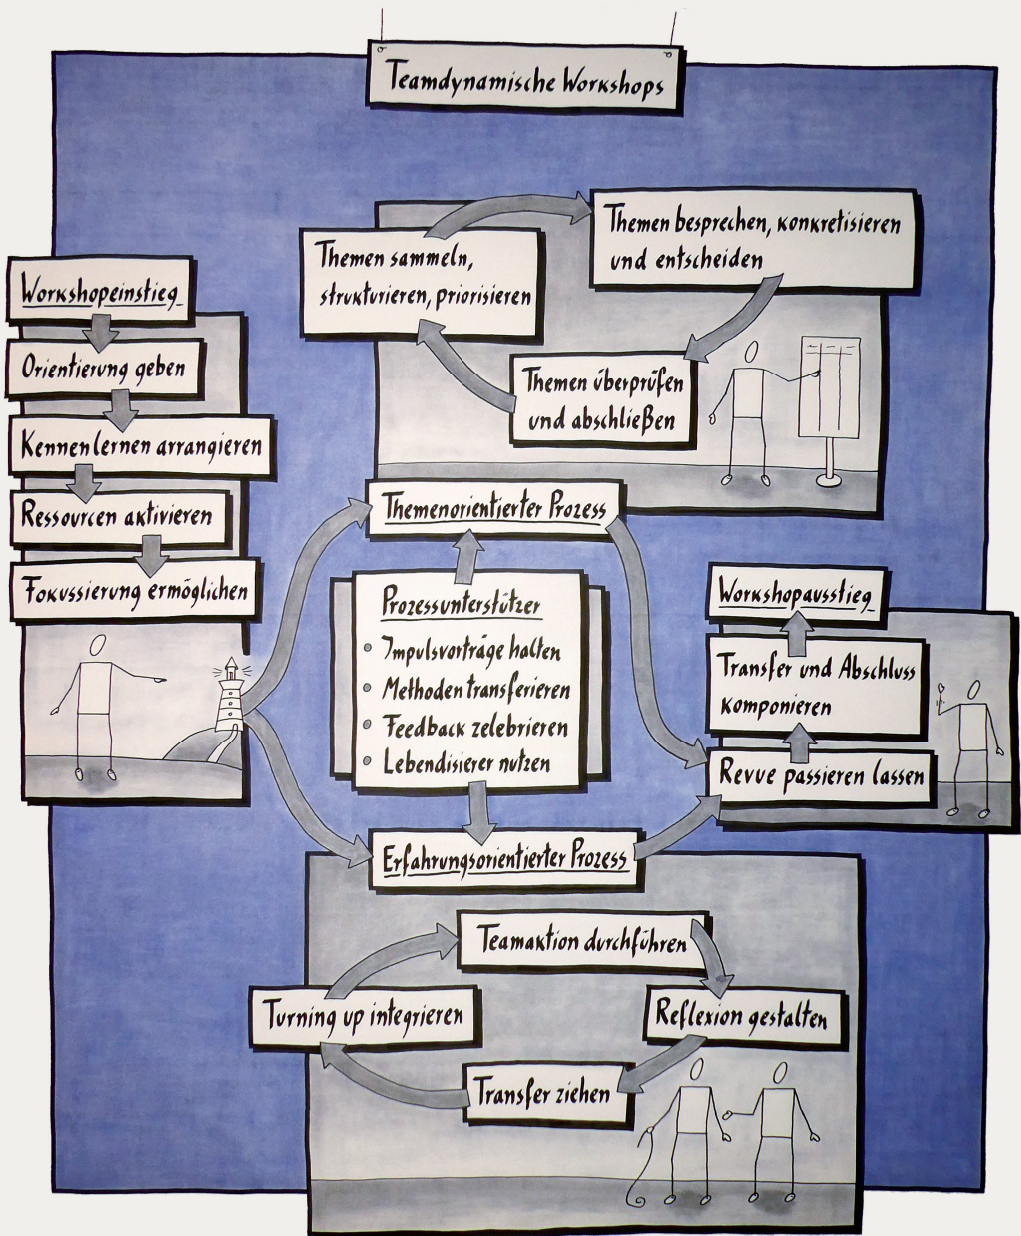 Teamdynamische Workshops
Workshopeinstieg
Orientierung geben
Kennenlernen arrangieren
Ressourcen aktivieren
Fokussierung ermöglichen
Themen sammeln,
strukturieren, priorisieren
Themen besprechen, konkretisieren
und entscheiden
Themen überprüfen
und abschließen
Themenorientierter Prozess
Prozessunterstützer
• Impulsvorträge halten
• Methoden transferieren
• Feedback zelebrieren
• Lebendisierer nutzen
Erfahrungsorientierter Prozess
Teamaktion durchführen
Reflexion gestalten
Transfer ziehen
Turning up integrieren
Workshopausstieg
Transfer und Abschluss
komponieren
Revue passieren lassen